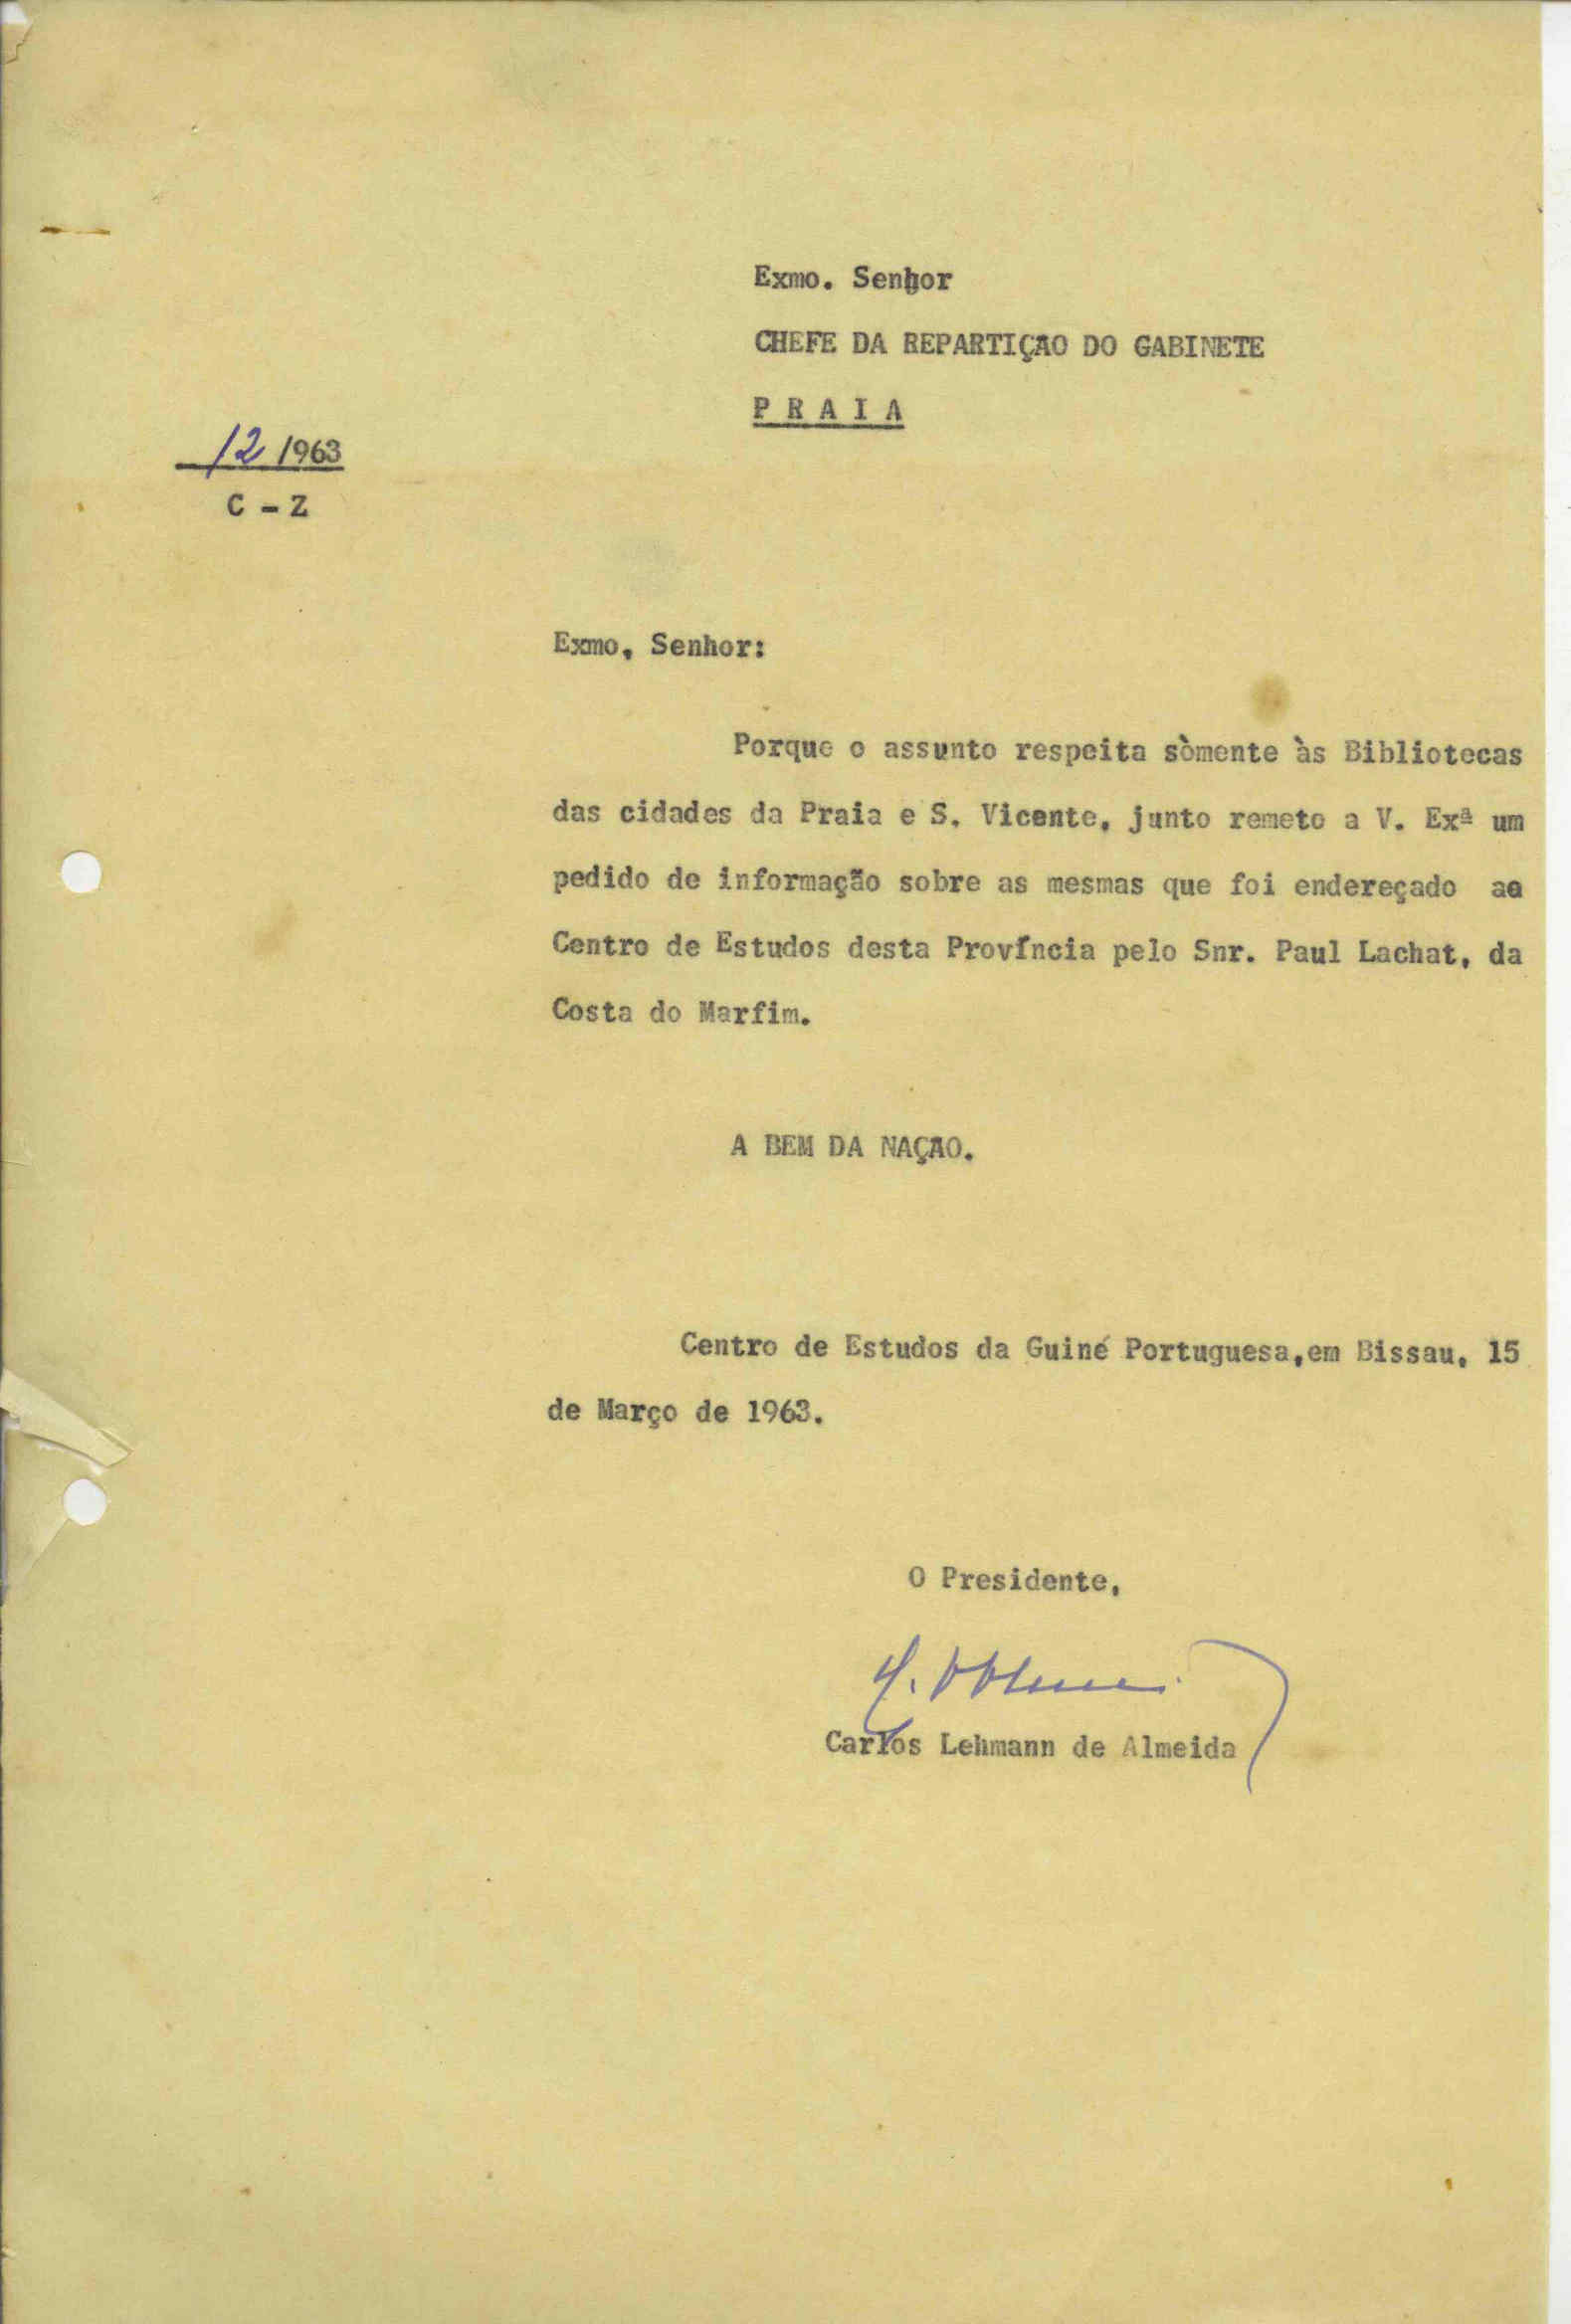 Exmo. Senhor
CHEFE DA REPARTIÇAO DO GABINETE
P R A I A
12 /1963
C - Z
Exmo, Senhor:
Porque o assunto respeita sòmente às Bibliotecas
das cidades da Praia e S. Vicente, junto remeto a V. Exª um
pedido de informação sobre as mesmas que foi endereçado ao
Centro de Estudos desta Província pelo Snr. Paul Lachat, da
Costa do Marfim.
A BEM DA NAÇAO.
Centro de Estudos da Guiné Portuguesa,em Bissau, 15
de Março de 1963.
O Presidente,
Carlos Lehmann de Almeida